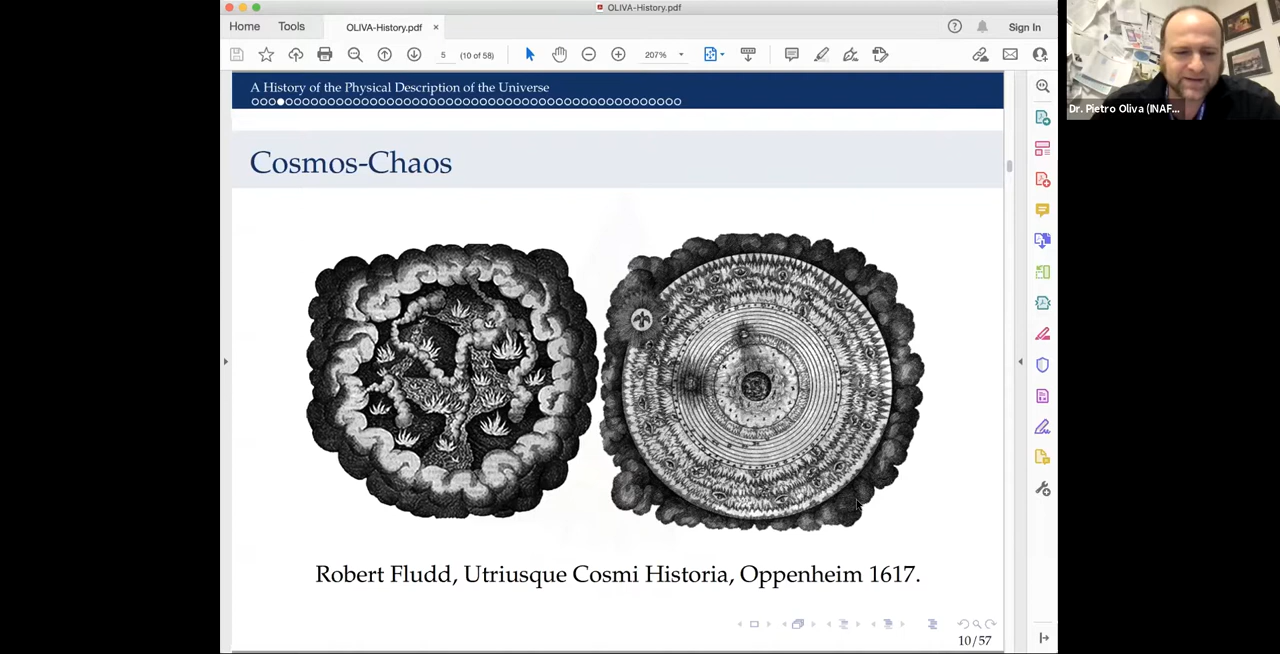 OLIVA-History.pdf
Home
Tools
OLIVA-History.pdf ×
Sign In
5
(10 of 58)
207%
A History of the Physical Description of the Universe
Cosmos-Chaos
Robert Fludd, Utriusque Cosmi Historia, Oppenheim 1617.
10/57
Dr. Pietro Oliva (INAF...